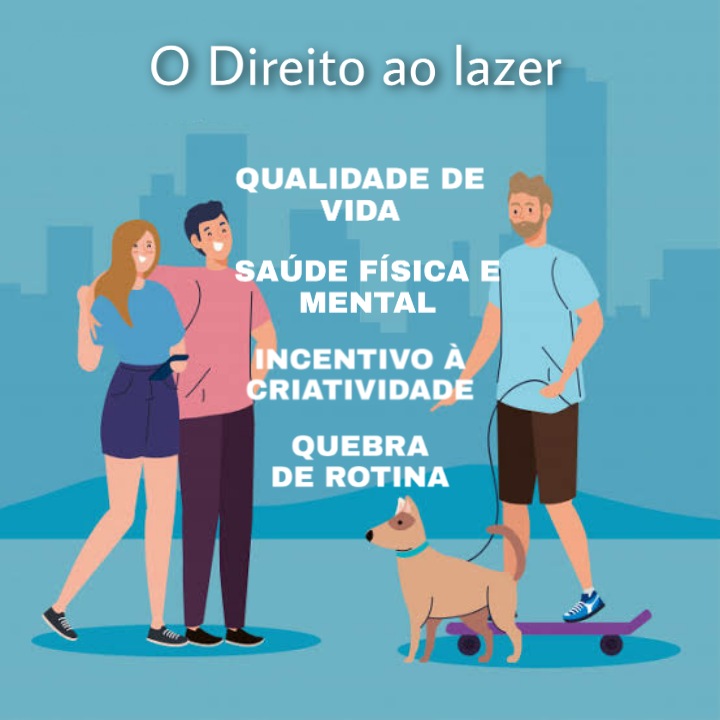 O Direito ao lazer
QUALIDADE DE
VIDA
SAÚDE FÍSICA E
MENTAL
INCENTIVO À
CRIATIVIDADE
QUEBRA
DE ROTINA